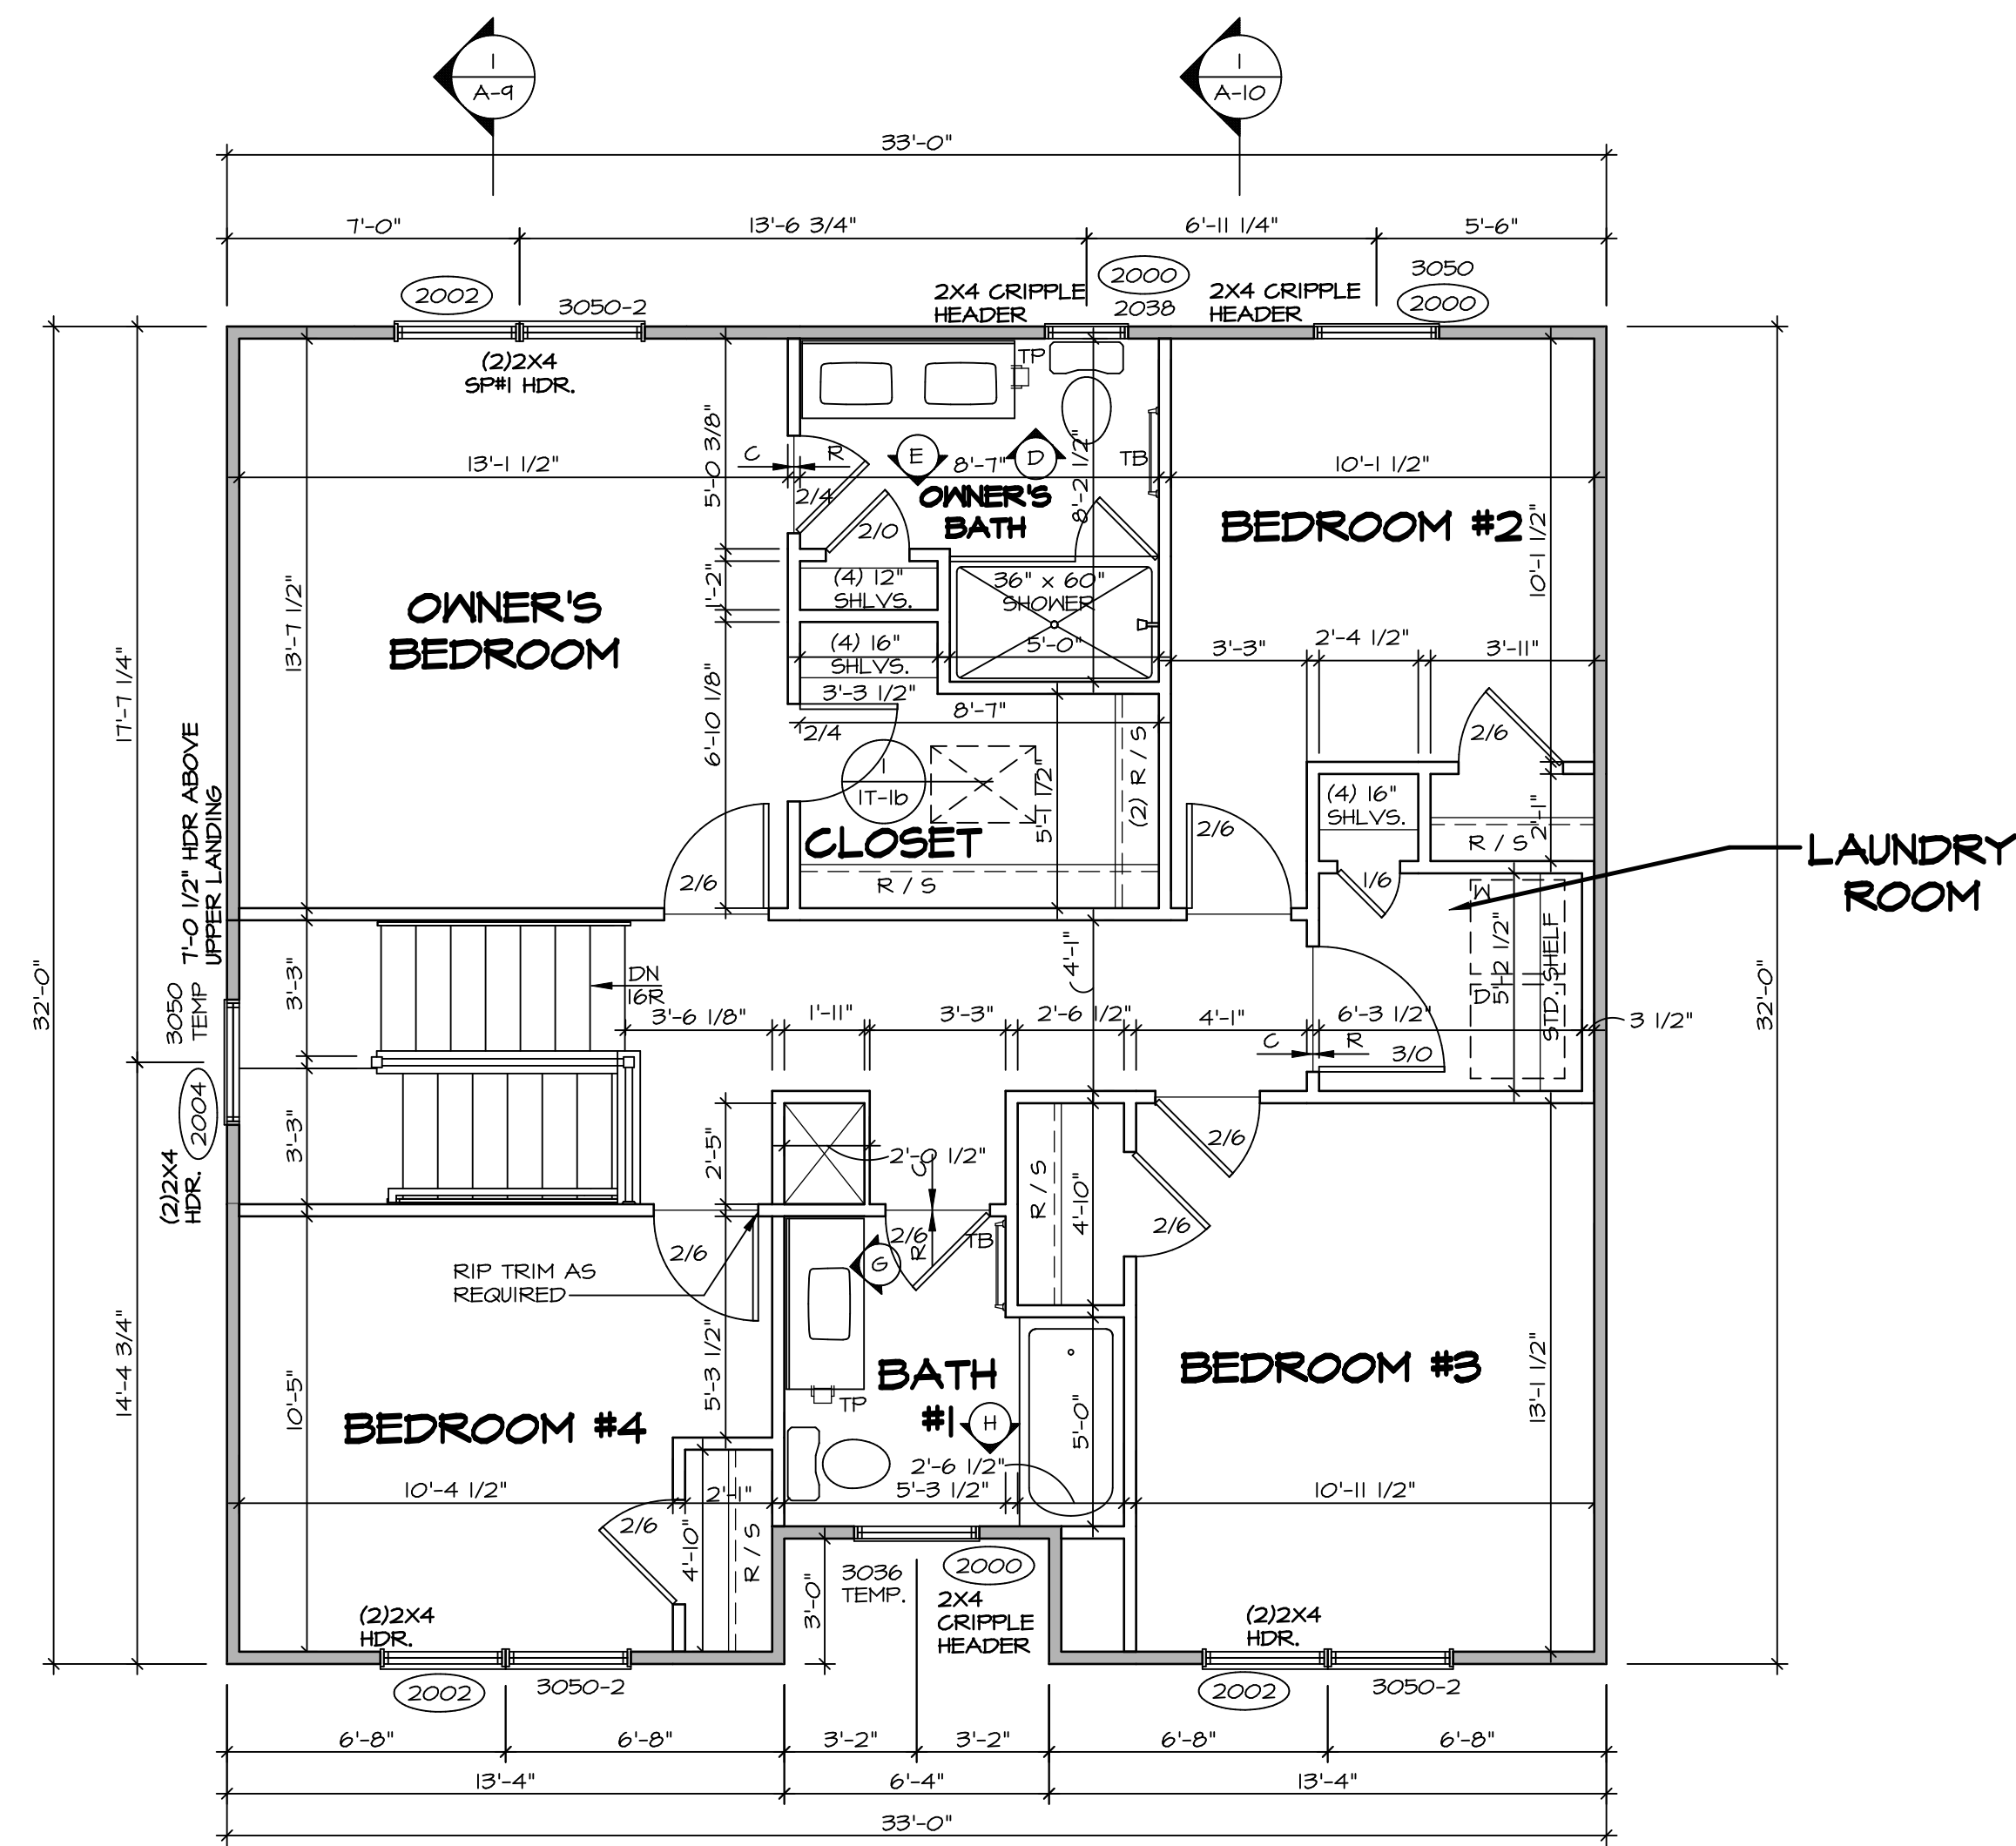 1
A-9
1
A-10
33'-0"
7'-0"
13'-6 3/4"
6'-11 1/4"
5'-6"
2002
3050-2
2X4 CRIPPLE
HEADER
2000
2038
2X4 CRIPPLE
HEADER
3050
2000
(2)2X4
SP#1 HDR.
TP
13'-1 1/2"
5'-0 3/8"
C
R
E
8'-7"
D
8'-2 1/2"
TB
10'-1 1/2"
2/4
OWNER'S
BATH
2/0
BEDROOM #2
10'-1 1/2"
OWNER'S
BEDROOM
13'-7 1/2"
1'-2"
(4) 12"
SHLVS.
36" x 60"
SHOWER
5'-0"
(4) 16"
SHLVS.
3'-3 1/2"
3'-3"
2'-4 1/2"
3'-11"
17'-7 1/4"
6'-10 1/8"
2/4
8'-7"
(2) R / S
2/6
1
1T-1b
5'-1 1/2"
CLOSET
R / S
2/6
2/6
(4) 16"
SHLVS.
2'-1"
R / S
LAUNDRY
ROOM
1/6
W
D
5'-2 1/2"
STD. SHELF
7'-0 1/2" HDR ABOVE
UPPER LANDING
32'-0"
3050
TEMP
2004
(2)2X4
HDR.
3'-3"
DN
16R
4'-1"
32'-0"
3'-6 1/8"
1'-11"
3'-3"
2'-6 1/2"
4'-1"
6'-3 1/2"
3 1/2"
C
R
3/0
3'-3"
2'-5"
2'-0 1/2"
C
R
2/6
TB
R / S
4'-10"
2/6
2/6
2/6
G
RIP TRIM AS
REQUIRED
14'-4 3/4"
10'-5"
5'-3 1/2"
BATH
#1
H
TP
5'-0"
BEDROOM #3
13'-1 1/2"
BEDROOM #4
2'-6 1/2"
10'-4 1/2"
2'-1"
5'-3 1/2"
10'-11 1/2"
2/6
4'-10"
R / S
3'-0"
3036
TEMP.
2000
2X4
CRIPPLE
HEADER
(2)2X4
HDR.
(2)2X4
HDR.
2002
3050-2
2002
3050-2
6'-8"
6'-8"
3'-2"
3'-2"
6'-8"
6'-8"
13'-4"
6'-4"
13'-4"
33'-0"